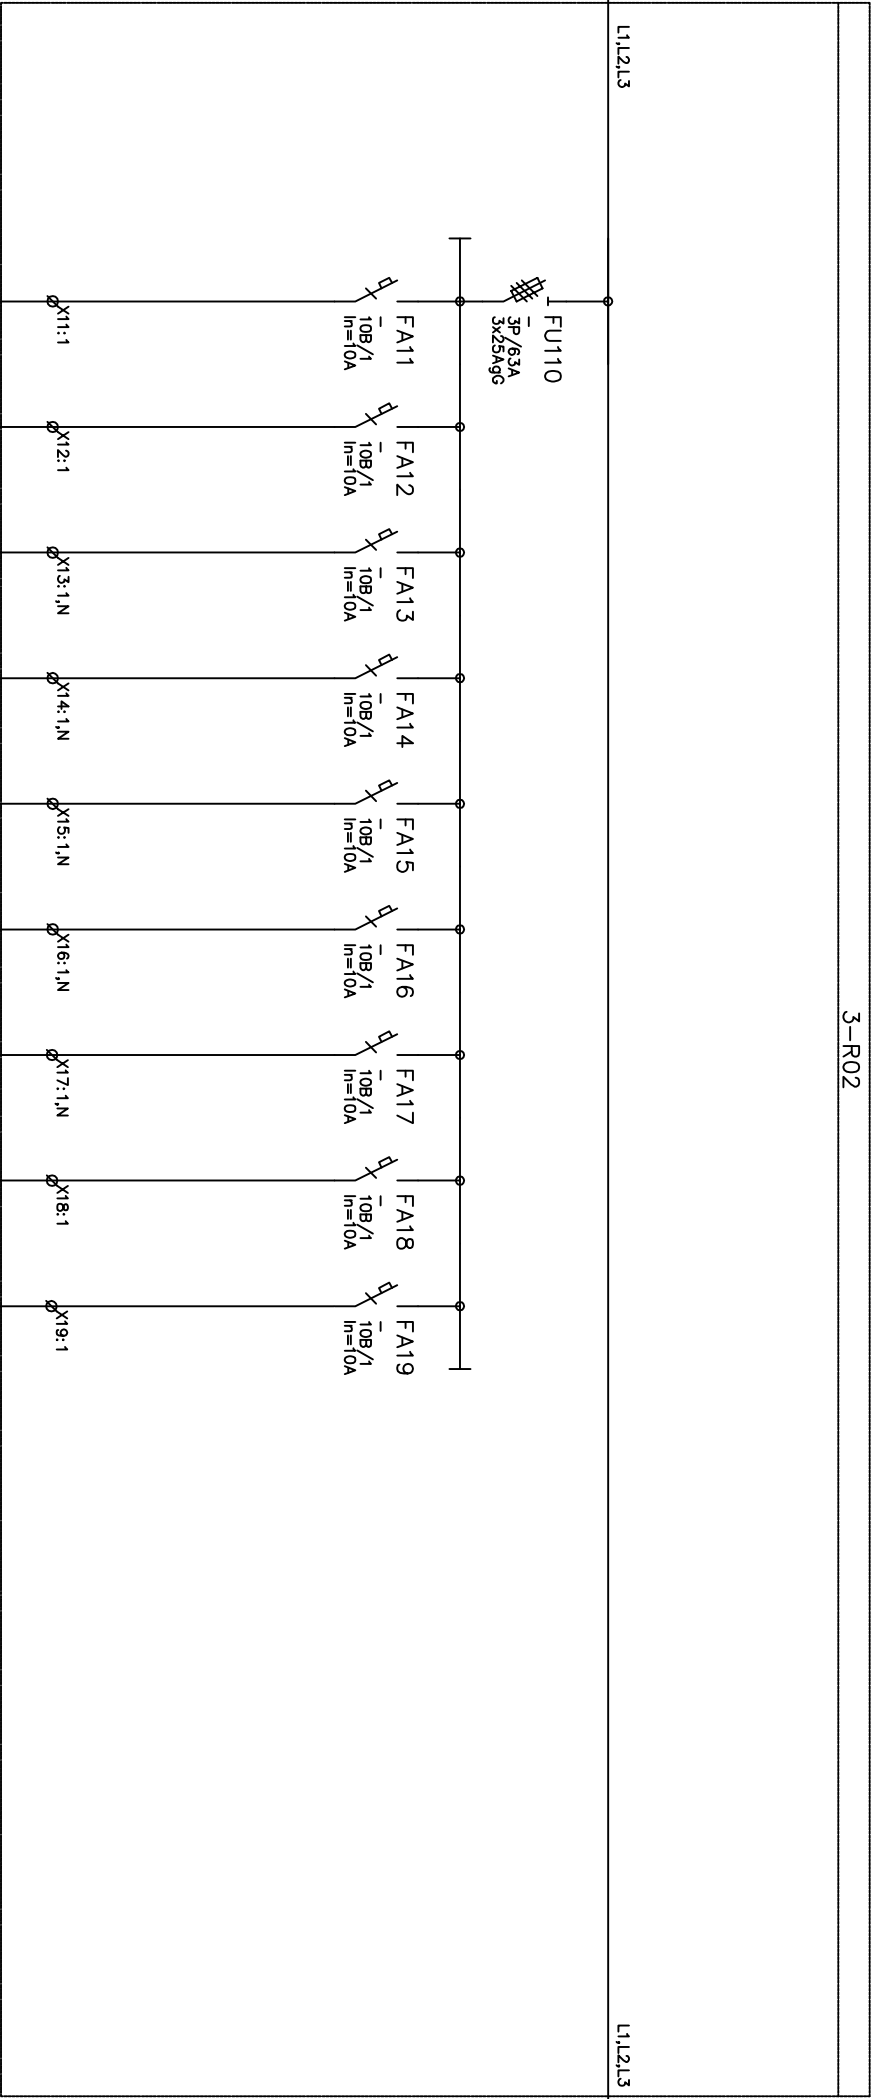 3-R02
L1,L2,L3
L1,L2,L3
FU110
-
3P/63A
3x25AgG
FA11
-
10B/1
In=10A
FA12
-
10B/1
In=10A
FA13
-
10B/1
In=10A
FA14
-
10B/1
In=10A
FA15
-
10B/1
In=10A
FA16
-
10B/1
In=10A
FA17
-
10B/1
In=10A
FA18
-
10B/1
In=10A
FA19
-
10B/1
In=10A
X11:1
X12:1
X13:1,N
X14:1,N
X15:1,N
X16:1,N
X17:1,N
X18:1
X19:1